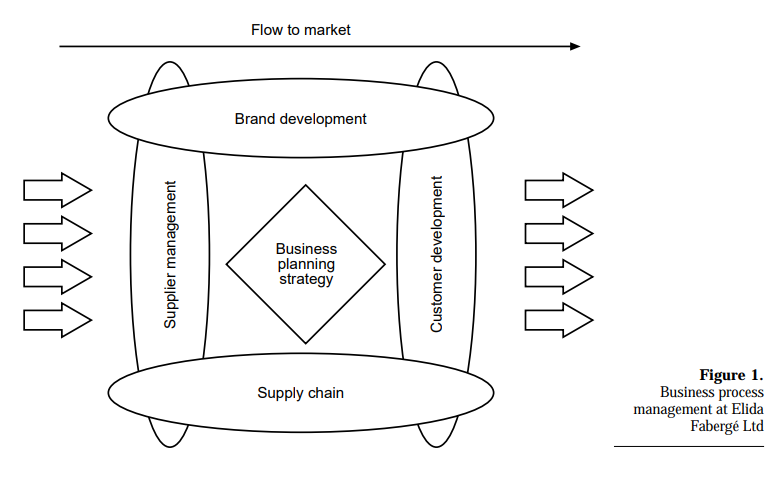 Flow to market
Brand development
Supplier management
Business
planning
strategy
Customer development
Supply chain
Figure 1.
Business process
management at Elida
Fabergé Ltd